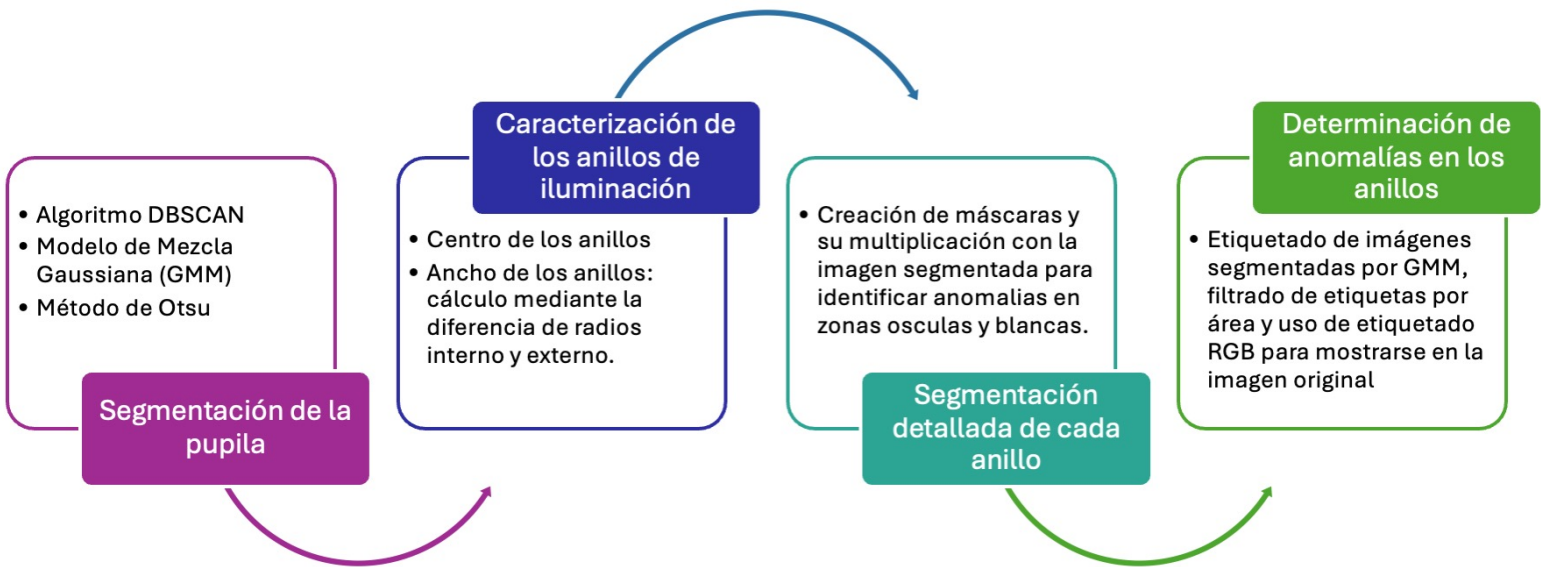 • Algoritmo DBSCAN
• Modelo de Mezcla
Gaussiana (GMM)
• Método de Otsu
Segmentación de la
pupila
Caracterización de
los anillos de
iluminación
• Centro de los anillos
• Ancho de los anillos:
cálculo mediante la
diferencia de radios
interno y externo.
• Creación de máscaras y
su multiplicación con la
imagen segmentada para
identificar anomalias en
zonas osculas y blancas.
Segmentación
detallada de cada
anillo
Determinación de
anomalías en los
anillos
• Etiquetado de imágenes
segmentadas por GMM,
filtrado de etiquetas por
área y uso de etiquetado
RGB para mostrarse en la
imagen original